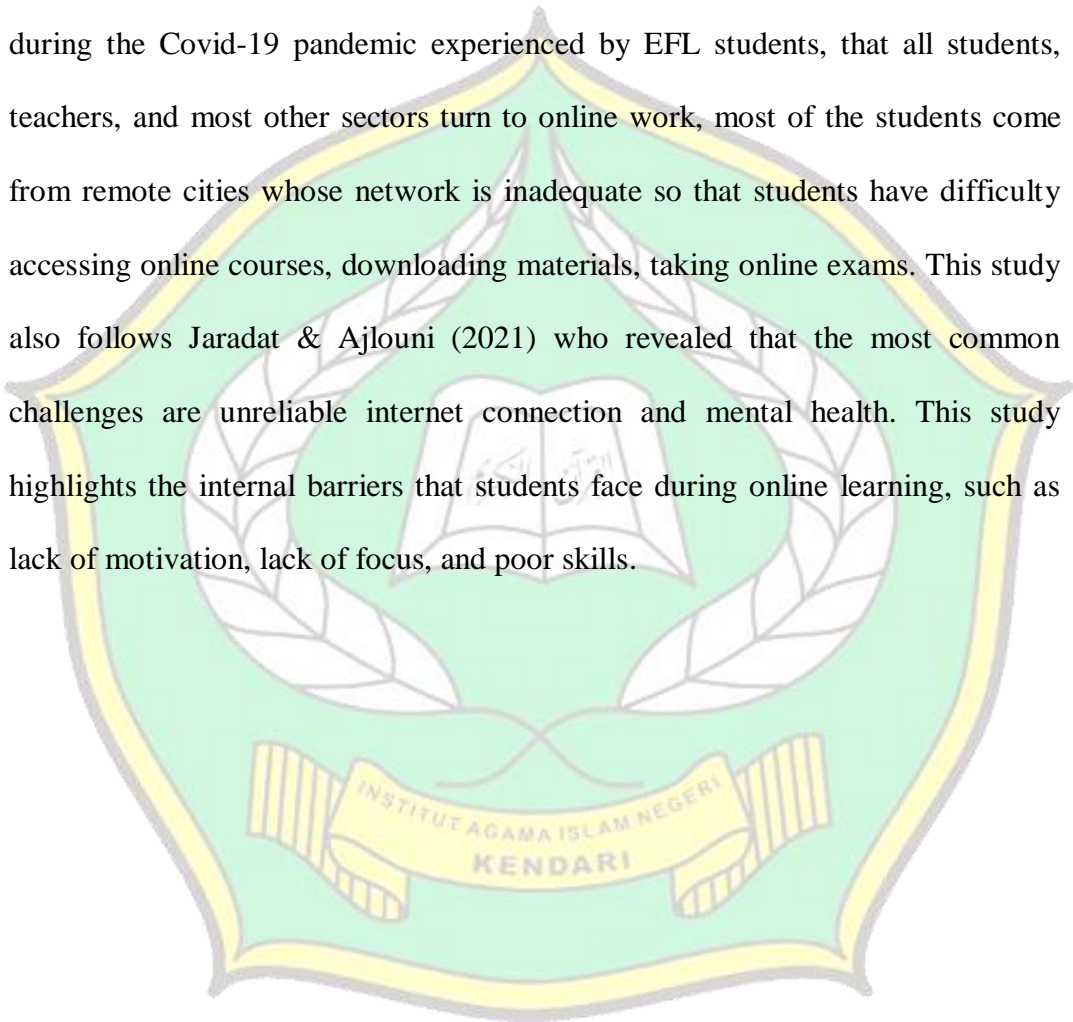 during the Covid-19 pandemic experienced by EFL students, that all students,
teachers, and most other sectors turn to online work, most of the students come
from remote cities whose network is inadequate so that students have difficulty
accessing online courses, downloading materials, taking online exams. This study
also follows Jaradat & Ajlouni (2021) who revealed that the most common
challenges are unreliable internet connection and mental health. This study
highlights the internal barriers that students face during online learning, such as
lack of motivation, lack of focus, and poor skills.
INSTITUT AGAMA ISLAM NEGERI
KENDARI